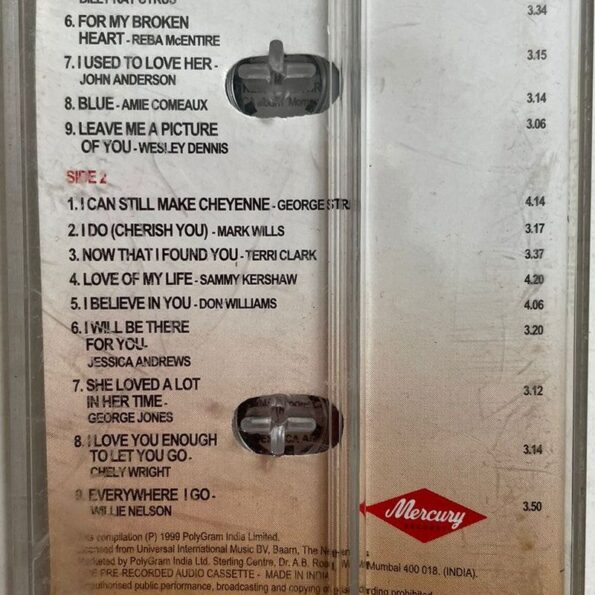 3.34
6. FOR MY BROKEN
HEART - REBA McENTIRE
7. I USED TO LOVE HER - 3.15
JOHN ANDERSON
8. BLUE - AMIE COMEAUX 3.14
9. LEAVE ME A PICTURE 3.06
OF YOU - WESLEY DENNIS
SIDE 2
1. I CAN STILL MAKE CHEYENNE - GEORGE STRA 4.14
2. I DO (CHERISH YOU) - MARK WILLS 3.17
3. NOW THAT I FOUND YOU - TERRI CLARK 3.37
4. LOVE OF MY LIFE - SAMMY KERSHAW 4.20
5. I BELIEVE IN YOU - DON WILLIAMS 4.06
6. I WILL BE THERE 3.20
FOR YOU-
JESSICA ANDREWS
7. SHE LOVED A LOT 3.12
IN HER TIME -
GEORGE JONES
8. I LOVE YOU ENOUGH 3.14
TO LET YOU GO -
CHELY WRIGHT
9. EVERYWHERE I GO - 3.50
WILLIE NELSON
Mercury
compilation (P) 1999 PolyGram India Limited.
from Universal International Music BV, Baarn, The
by PolyGram India Ltd. Sterling Centre, Dr. A.B. Mumbai 400 018. (INDIA).
PRE-RECORDED AUDIO CASSETTE - MADE IN INDIA
public performance, broadcasting and copying prohibited